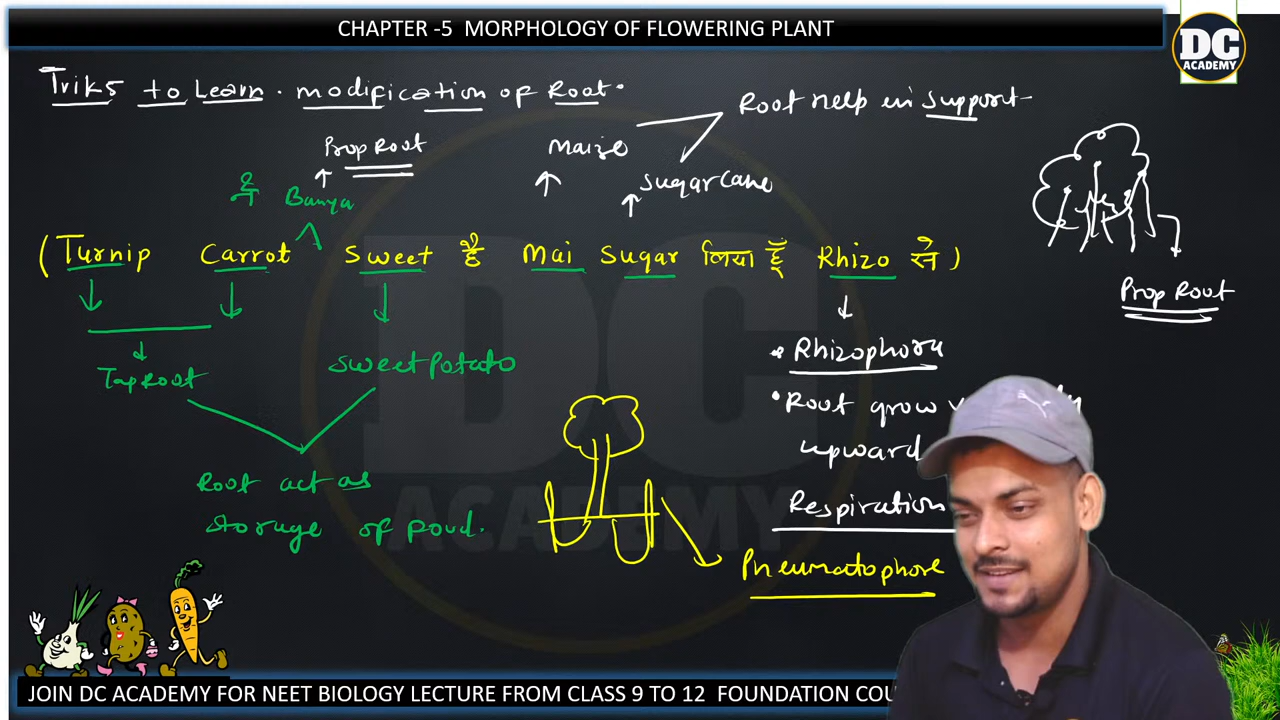 CHAPTER -5 MORPHOLOGY OF FLOWERING PLANT
DC
ACADEMY
Triks to Learn. modification of Root.
Root help in support
Prop Root
Maize
Sugarcane
ने Banya
(Turnip Carrot ^ Sweet है Mai Sugar लिया हूँ Rhizo से)
Prop Root
Tap Root
Sweet Potato
• Rhizophora
• Root grow
upward
Root act as
storage of
Respiration
Pneumatophore
DC
ACADEMY
JOIN DC ACADEMY FOR NEET BIOLOGY LECTURE FROM CLASS 9 TO 12 FOUNDATION COU